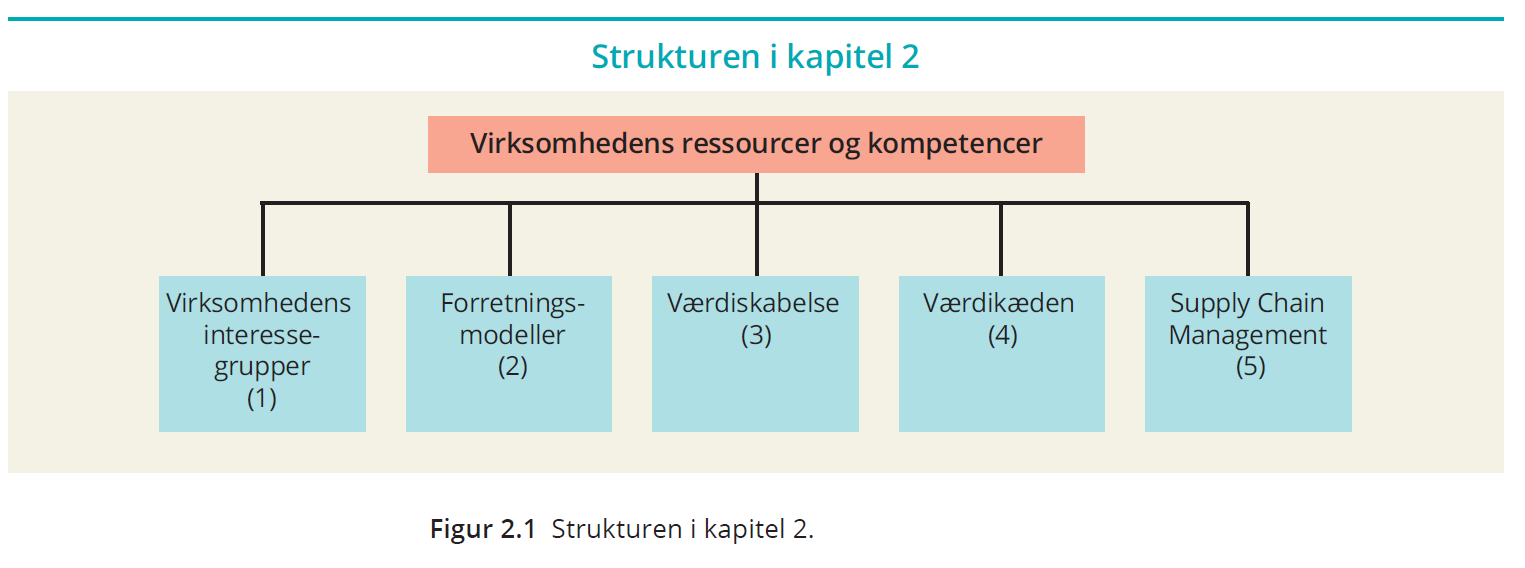 Strukturen i kapitel 2
Virksomhedens ressourcer og kompetencer
Virksomhedens
interesse-
grupper
(1)
Forretnings-
modeller
(2)
Værdiskabelse
(3)
Værdikæden
(4)
Supply Chain
Management
(5)
Figur 2.1 Strukturen i kapitel 2.